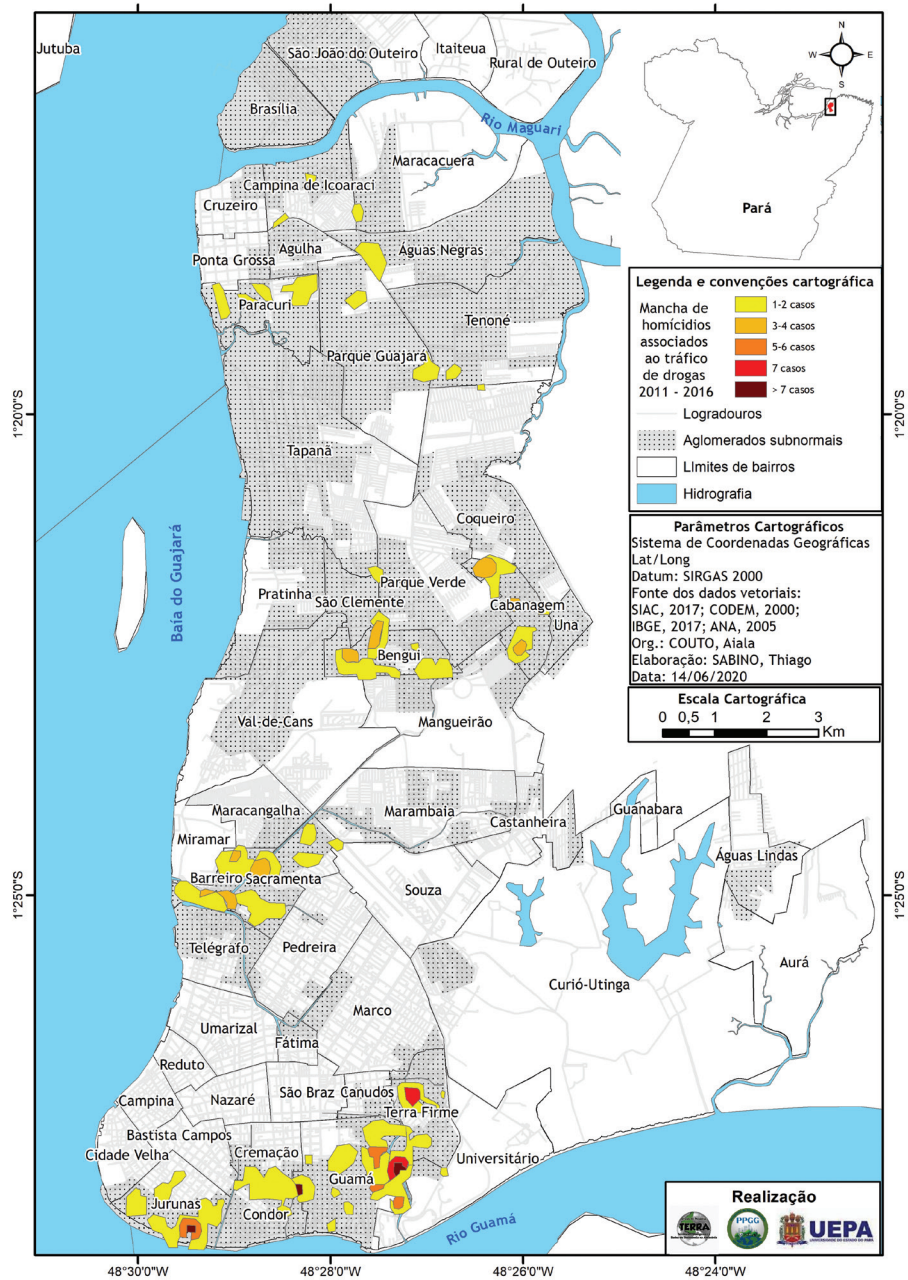 Jutuba
São João do Outeiro
Itaiteua
Rural de Outeiro
Brasília
Rio Maguari
Maracacuera
Campina de Icoaraci
Cruzeiro
Agulha
Águas Negras
Ponta Grossa
Paracuri
Tenoné
Parque Guajará
Tapanã
Coqueiro
Baía do Guajará
Pratinha
Parque Verde
São Clemente
Cabanagem
Una
Bengui
Val-de-Cans
Mangueirão
Maracangalha
Marambaia
Castanheira
Guanabara
Miramar
Águas Lindas
Barreiro
Sacramenta
Souza
Telégrafo
Pedreira
Curió-Utinga
Aurá
Marco
Umarizal
Fátima
Reduto
Campina
Nazaré
São Braz
Canudos
Terra Firme
Bastista Campos
Cidade Velha
Cremação
Universitário
Guamá
Jurunas
Condor
Rio Guamá
N
W
E
S
Pará
Legenda e convenções cartográfica
Mancha de
homícidios
associados
ao tráfico
de drogas
2011 - 2016
1-2 casos
3-4 casos
5-6 casos
7 casos
> 7 casos
Logradouros
Aglomerados subnormais
LImites de bairros
Hidrografia
Parâmetros Cartográficos
Sistema de Coordenadas Geográficas
Lat/Long
Datum: SIRGAS 2000
Fonte dos dados vetoriais:
SIAC, 2017; CODEM, 2000;
IBGE, 2017; ANA, 2005
Org.: COUTO, Aiala
Elaboração: SABINO, Thiago
Data: 14/06/2020
Escala Cartográfica
0 0,5 1 2 3
Km
Realização
TERRA
PPGG
UEPA
1°20'0"S
1°25'0"S
1°20'0"S
1°25'0"S
48°30'0"W
48°28'0"W
48°26'0"W
48°24'0"W